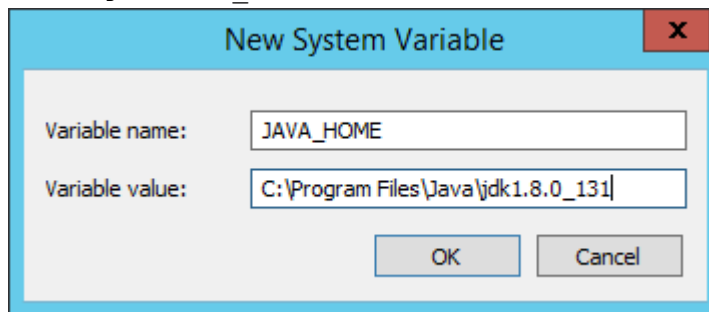 New System Variable
x
Variable name: JAVA_HOME
Variable value: C:\Program Files\Java\jdk1.8.0_131
OK Cancel